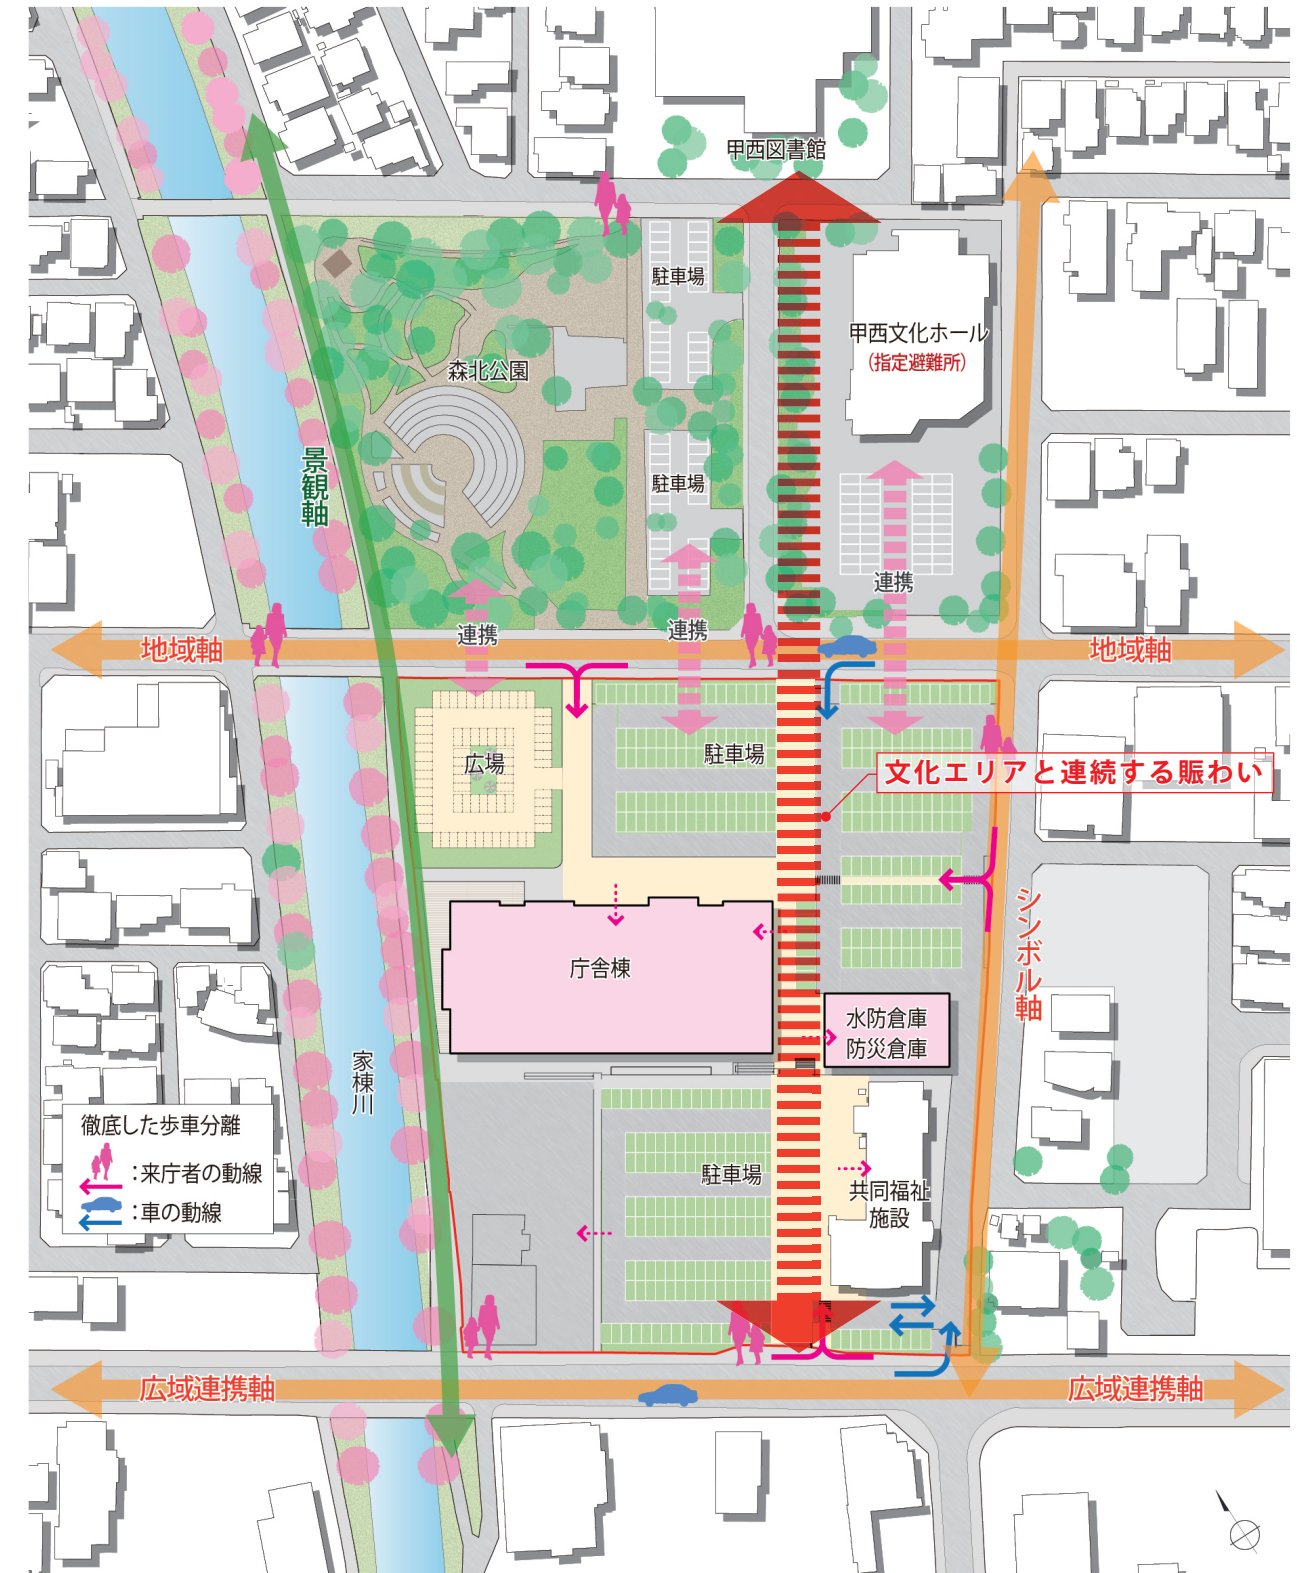 甲西図書館
駐車場
甲西文化ホール
(指定避難所)
森北公園
駐車場
景観軸
連携
連携
連携
地域軸
地域軸
広場
駐車場
文化エリアと連続する賑わい
シンボル軸
庁舎棟
水防倉庫
防災倉庫
家棟川
徹底した歩車分離
:来庁者の動線
:車の動線
駐車場
共同福祉
施設
広域連携軸
広域連携軸